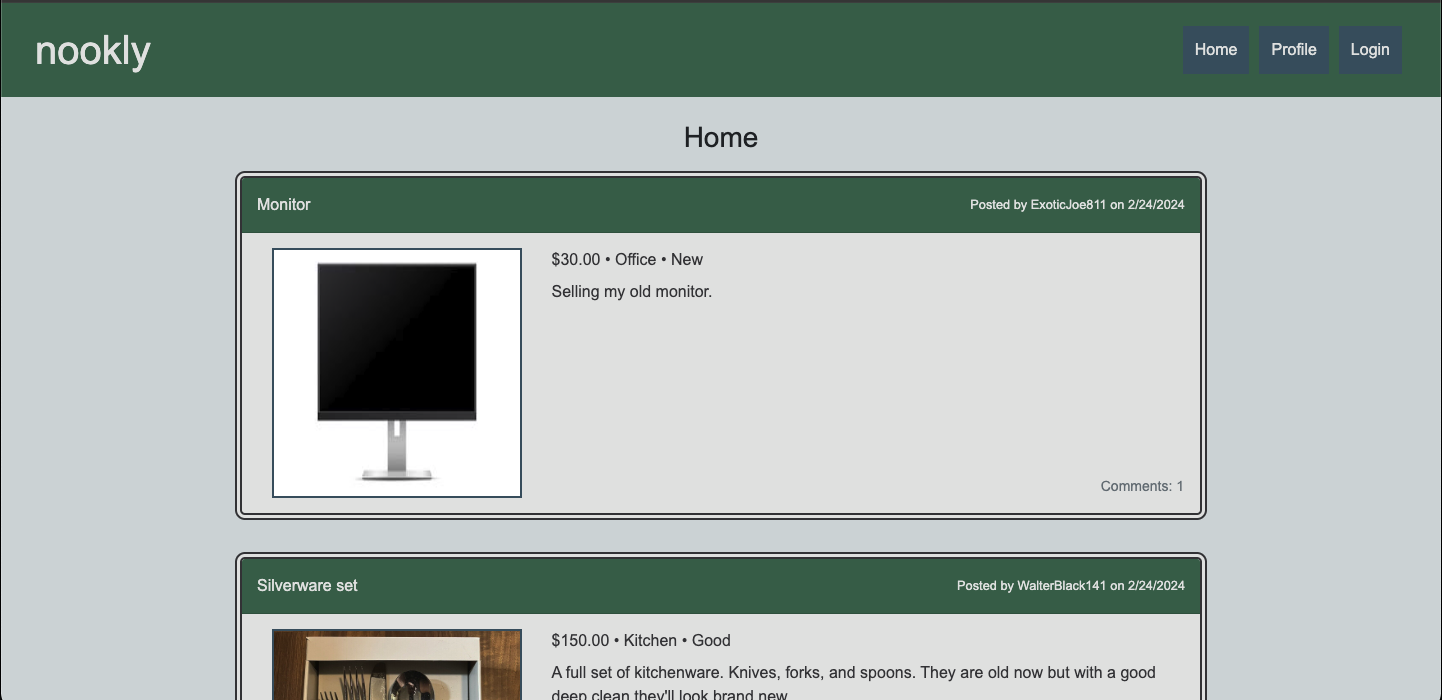 nookly
Home
Profile
Login
Home
Monitor
Posted by ExoticJoe811 on 2/24/2024
$30.00 • Office • New
Selling my old monitor.
Comments: 1
Silverware set
Posted by WalterBlack141 on 2/24/2024
$150.00 • Kitchen • Good
A full set of kitchenware. Knives, forks, and spoons. They are old now but with a good
deep clean they'll look brand new